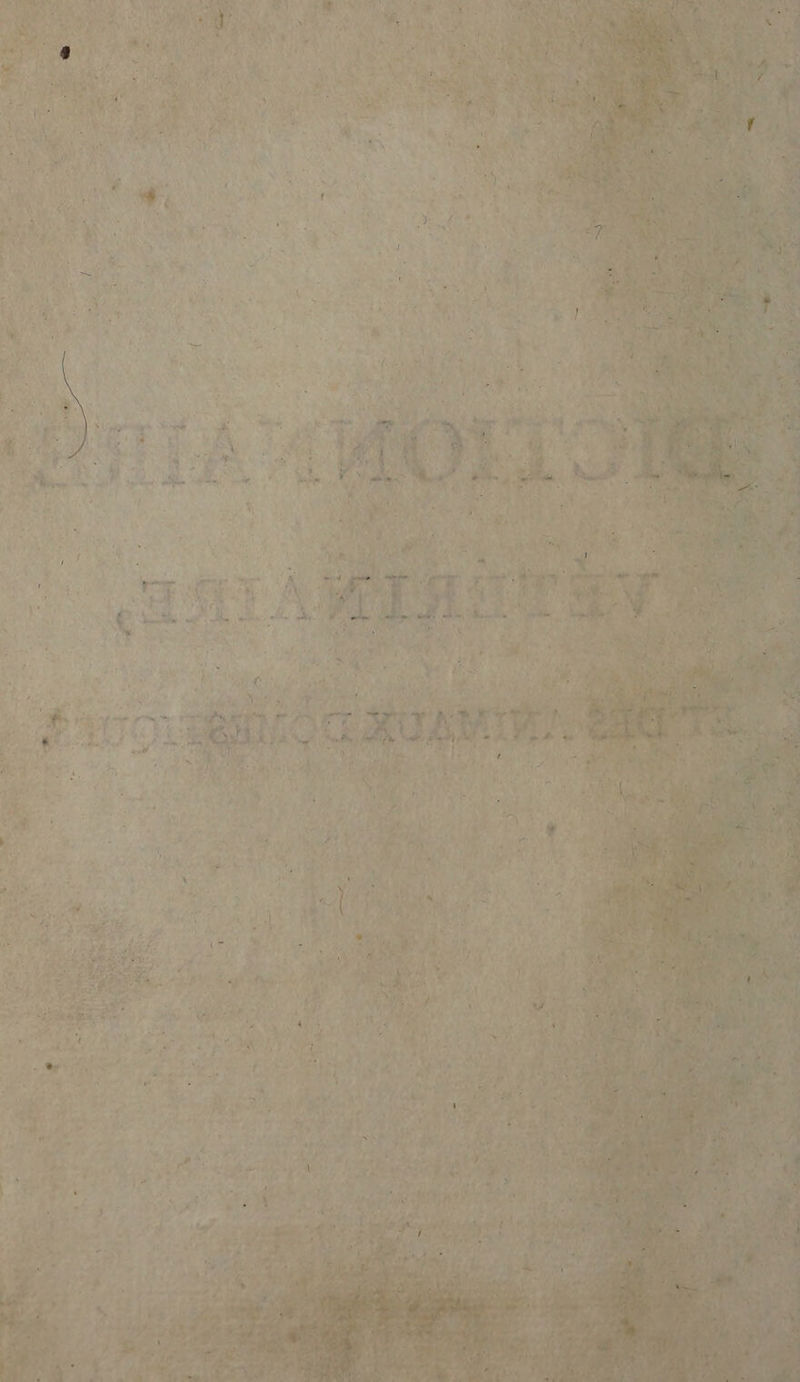 DICTIONNAIRE
VÉTÉRINAIRE,
ET DES ANIMAUX DOMESTIQUES.